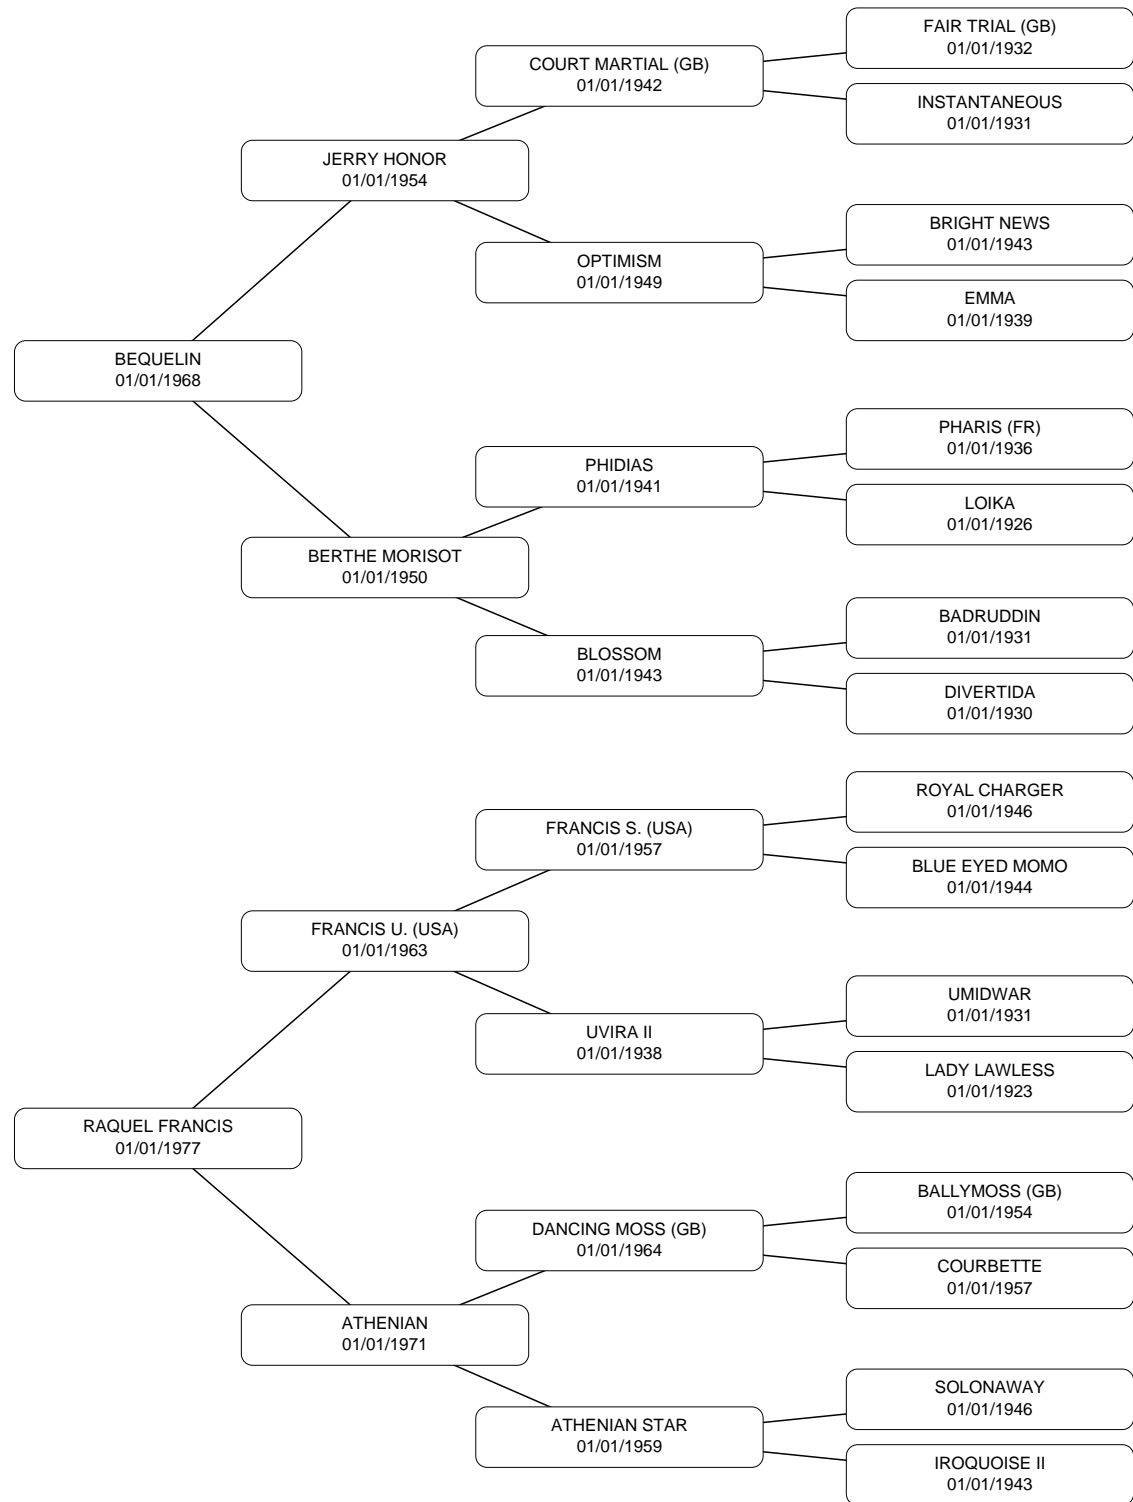 FAIR TRIAL (GB)
01/01/1932
COURT MARTIAL (GB)
01/01/1942
INSTANTANEOUS
01/01/1931
JERRY HONOR
01/01/1954
BRIGHT NEWS
01/01/1943
OPTIMISM
01/01/1949
EMMA
01/01/1939
BEQUELIN
01/01/1968
PHARIS (FR)
01/01/1936
PHIDIAS
01/01/1941
LOIKA
01/01/1926
BERTHE MORISOT
01/01/1950
BADRUDDIN
01/01/1931
BLOSSOM
01/01/1943
DIVERTIDA
01/01/1930
ROYAL CHARGER
01/01/1946
FRANCIS S. (USA)
01/01/1957
BLUE EYED MOMO
01/01/1944
FRANCIS U. (USA)
01/01/1963
UMIDWAR
01/01/1931
UVIRA II
01/01/1938
LADY LAWLESS
01/01/1923
RAQUEL FRANCIS
01/01/1977
BALLYMOSS (GB)
01/01/1954
DANCING MOSS (GB)
01/01/1964
COURBETTE
01/01/1957
ATHENIAN
01/01/1971
SOLONAWAY
01/01/1946
ATHENIAN STAR
01/01/1959
IROQUOISE II
01/01/1943